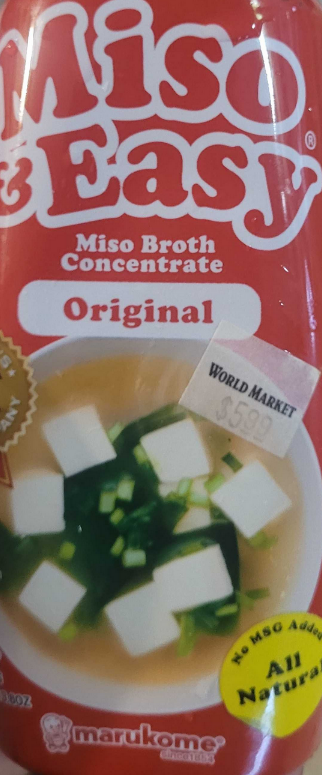 Miso
& Easy®
Miso Broth
Concentrate
Original
WORLD MARKET
$5.99
No MSG Added
All
Natural
marukome®